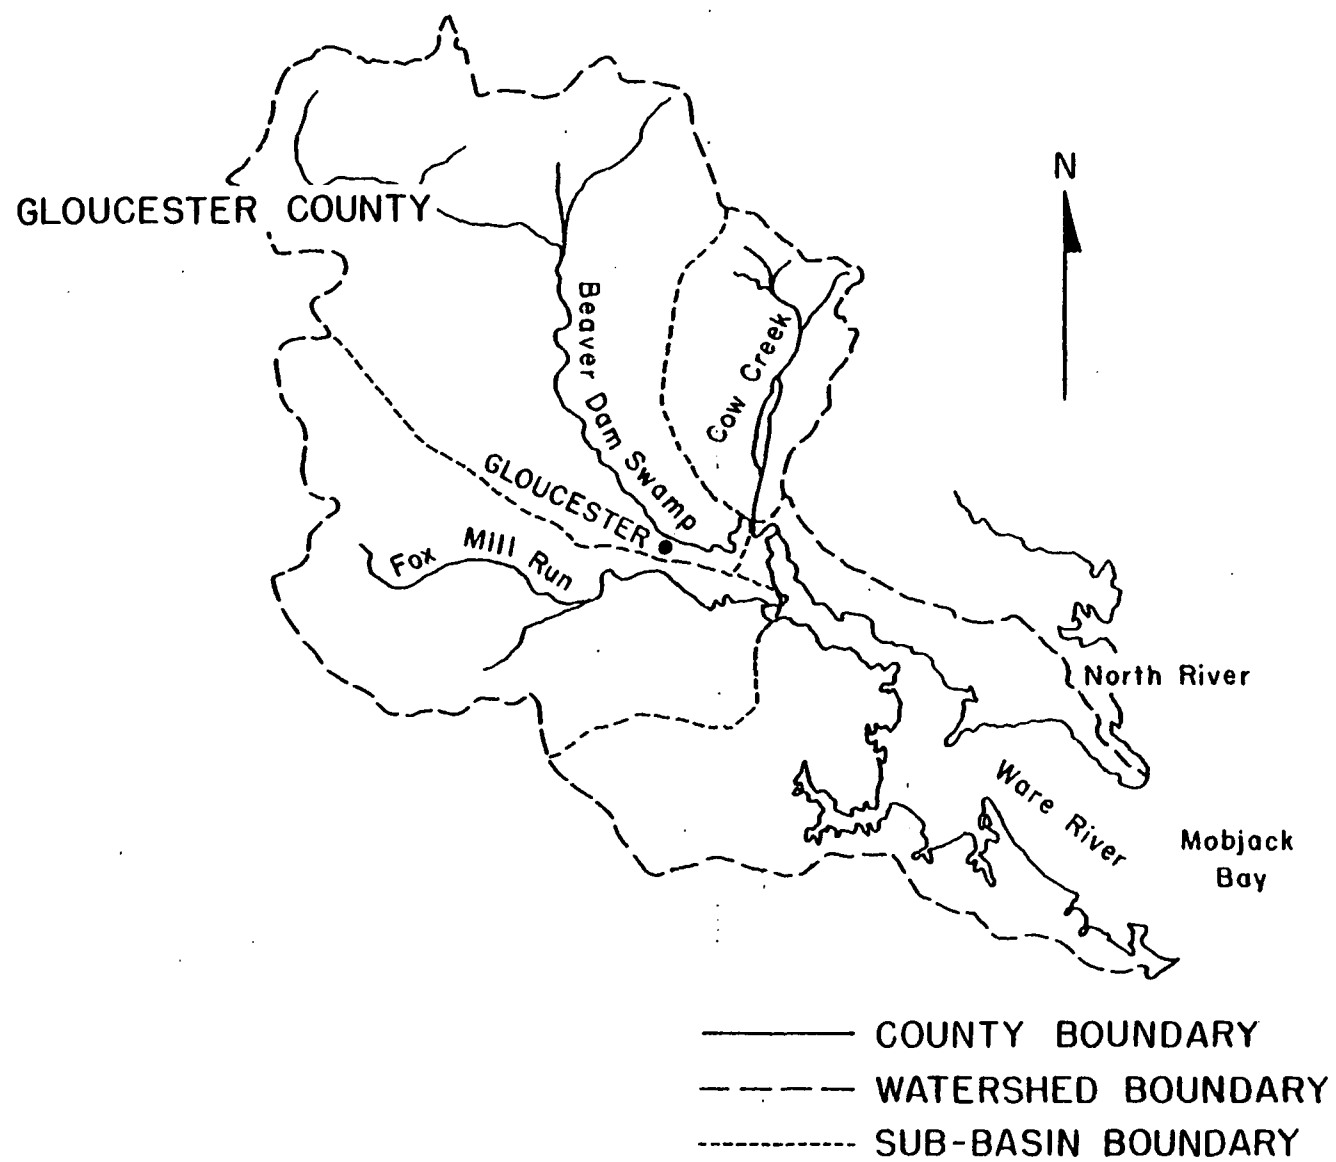 N
GLOUCESTER COUNTY
Beaver Dam Swamp
Cow Creek
GLOUCESTER
Fox Mill Run
North River
Ware River
Mobjack
Bay
COUNTY BOUNDARY
WATERSHED BOUNDARY
SUB-BASIN BOUNDARY